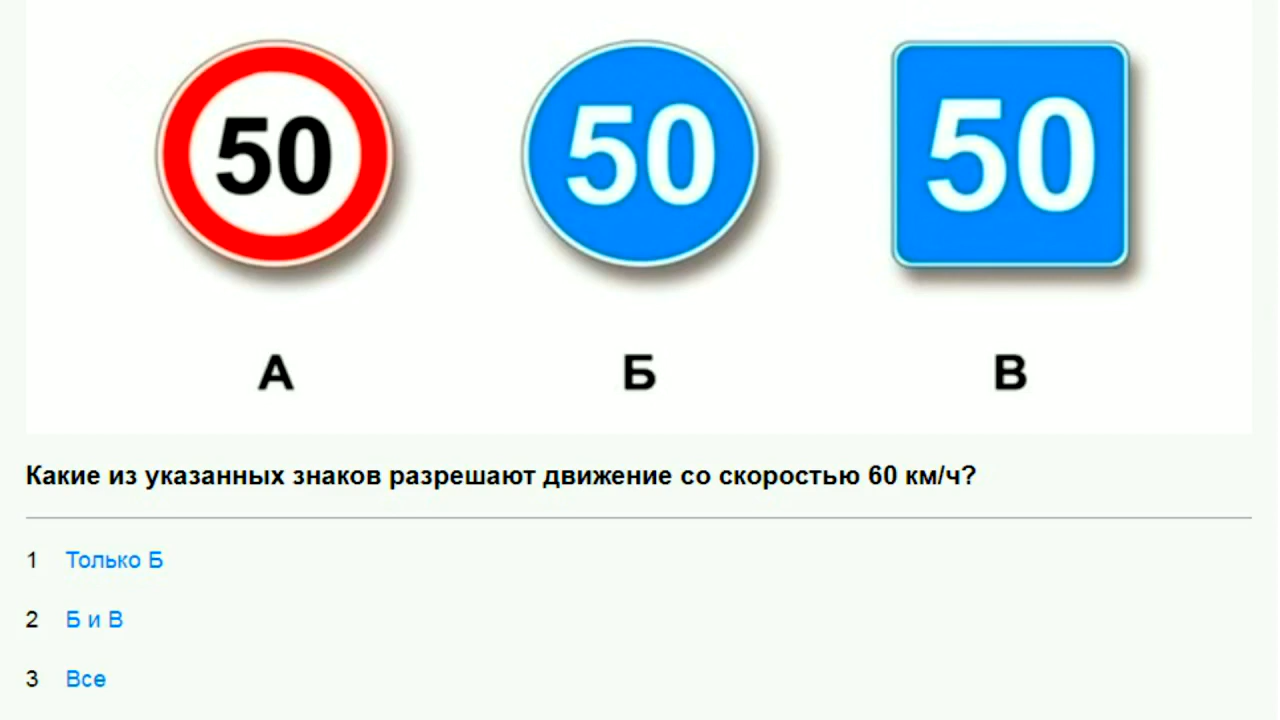 50 50 50
А Б В
Какие из указанных знаков разрешают движение со скоростью 60 км/ч?
1 Только Б
2 Б и В
3 Все